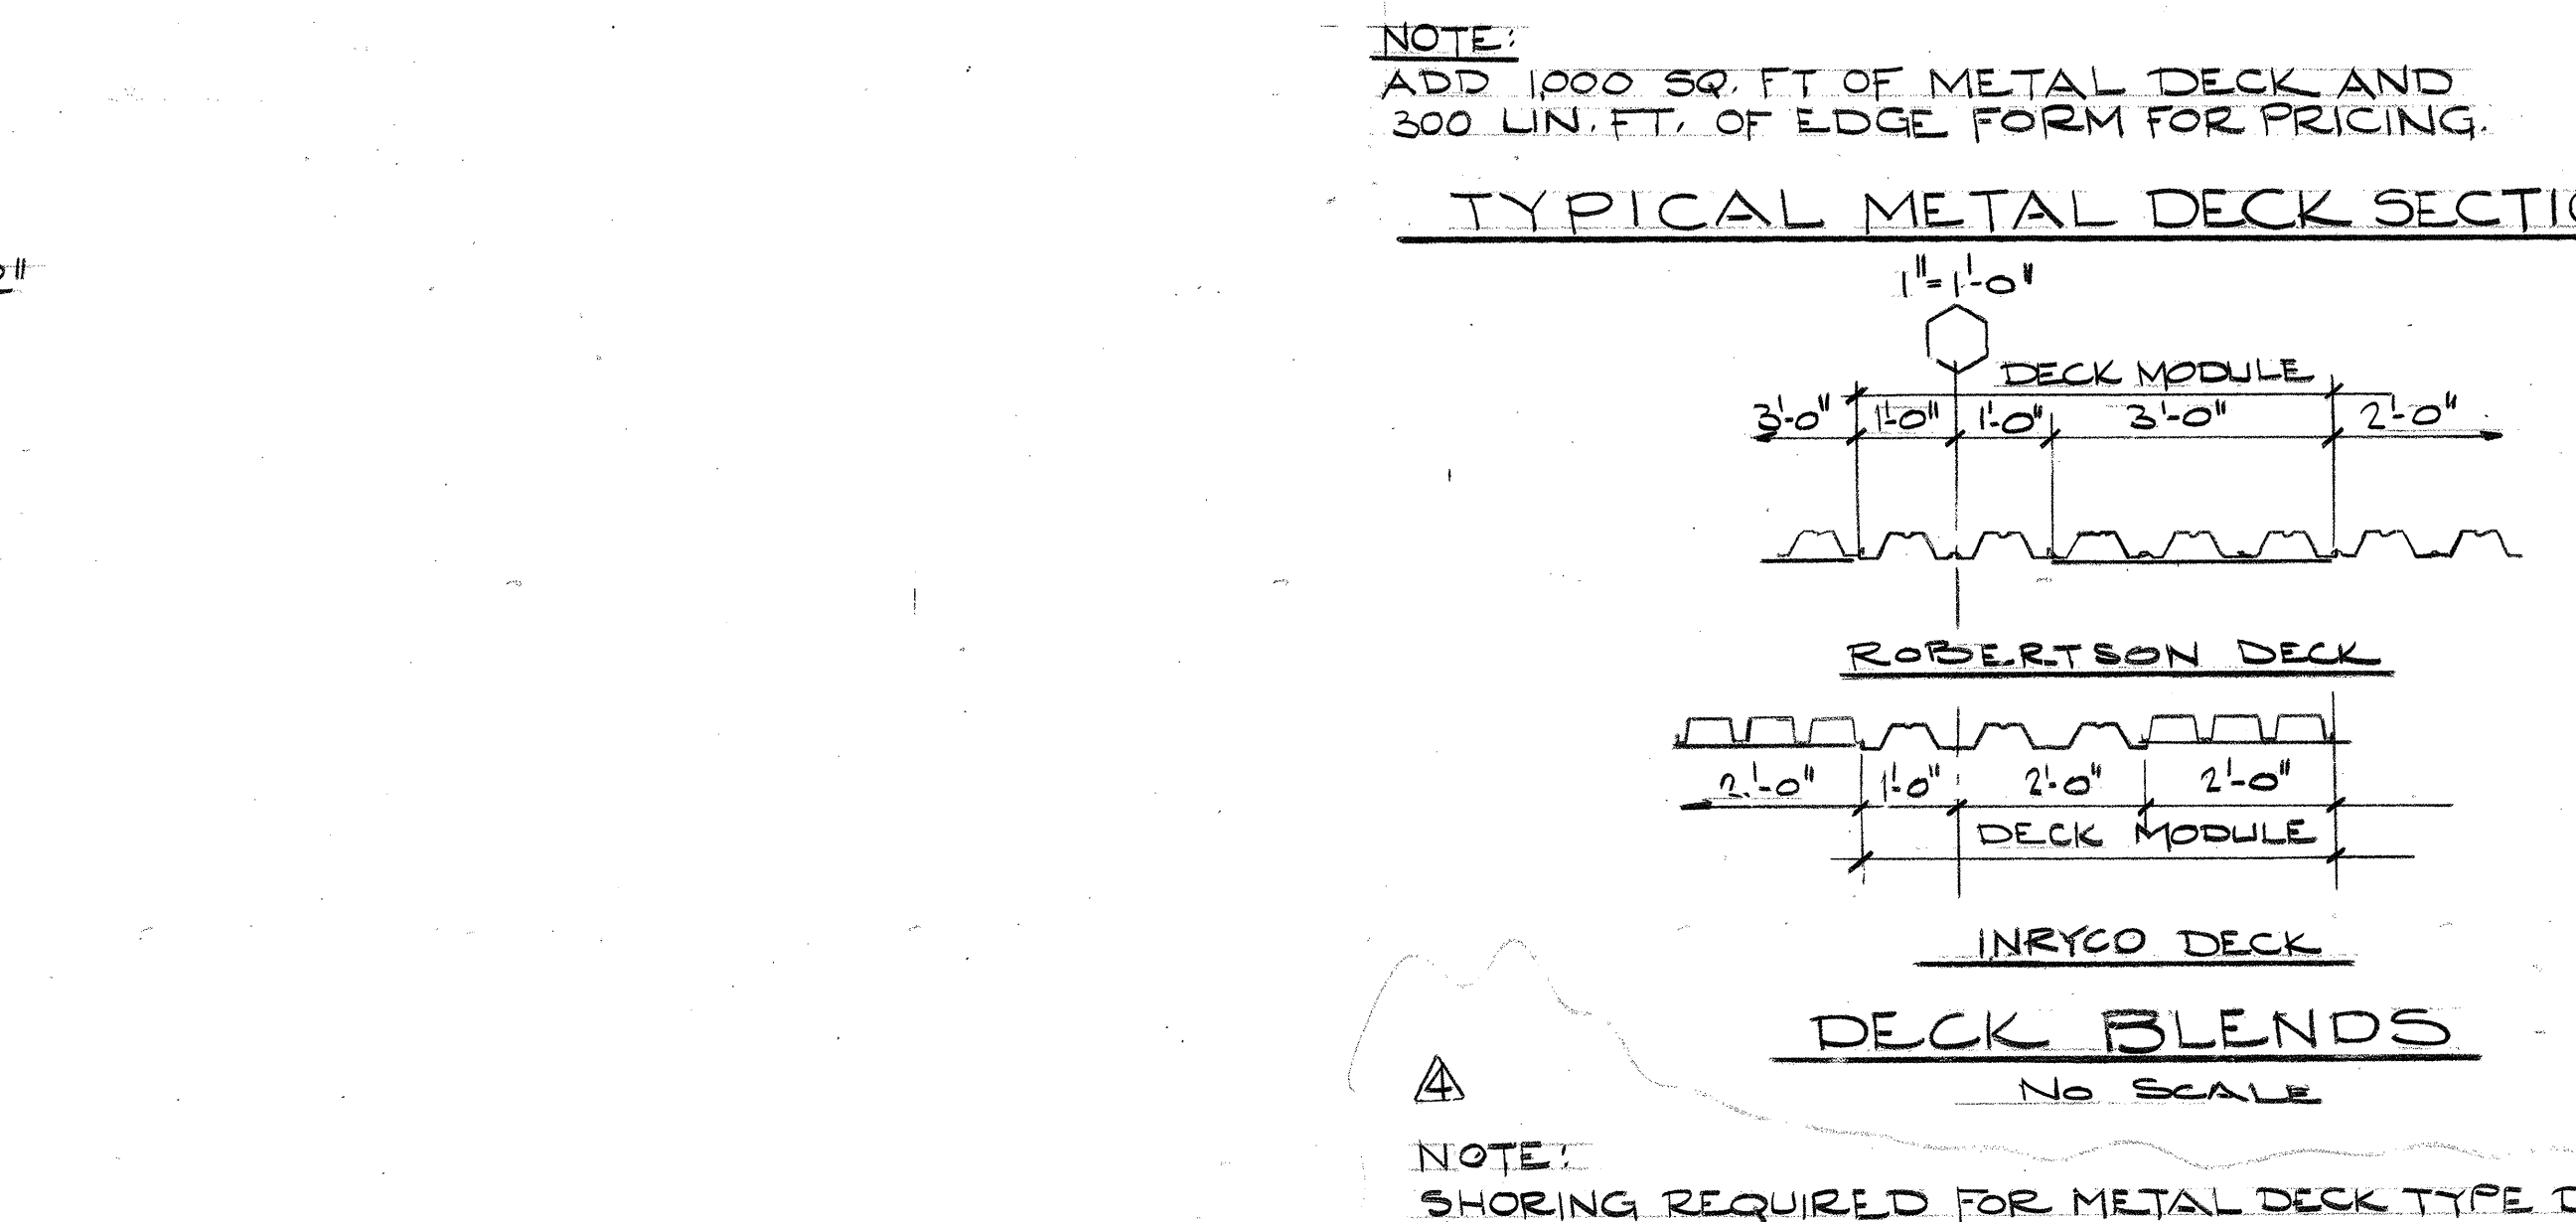 NOTE:
ADD 1,000 SQ. FT OF METAL DECK AND
300 LIN. FT. OF EDGE FORM FOR PRICING.
TYPICAL METAL DECK SECTIO
1"=1'-0"
DECK MODULE
3'-0" 1'-0" 1'-0" 3'-0" 2'-0"
ROBERTSON DECK
2'-0" 1'-0" 2'-0" 2'-0"
DECK MODULE
INRYCO DECK
DECK BLENDS
NO SCALE
4
NOTE:
SHORING REQUIRED FOR METAL DECK TYPE D